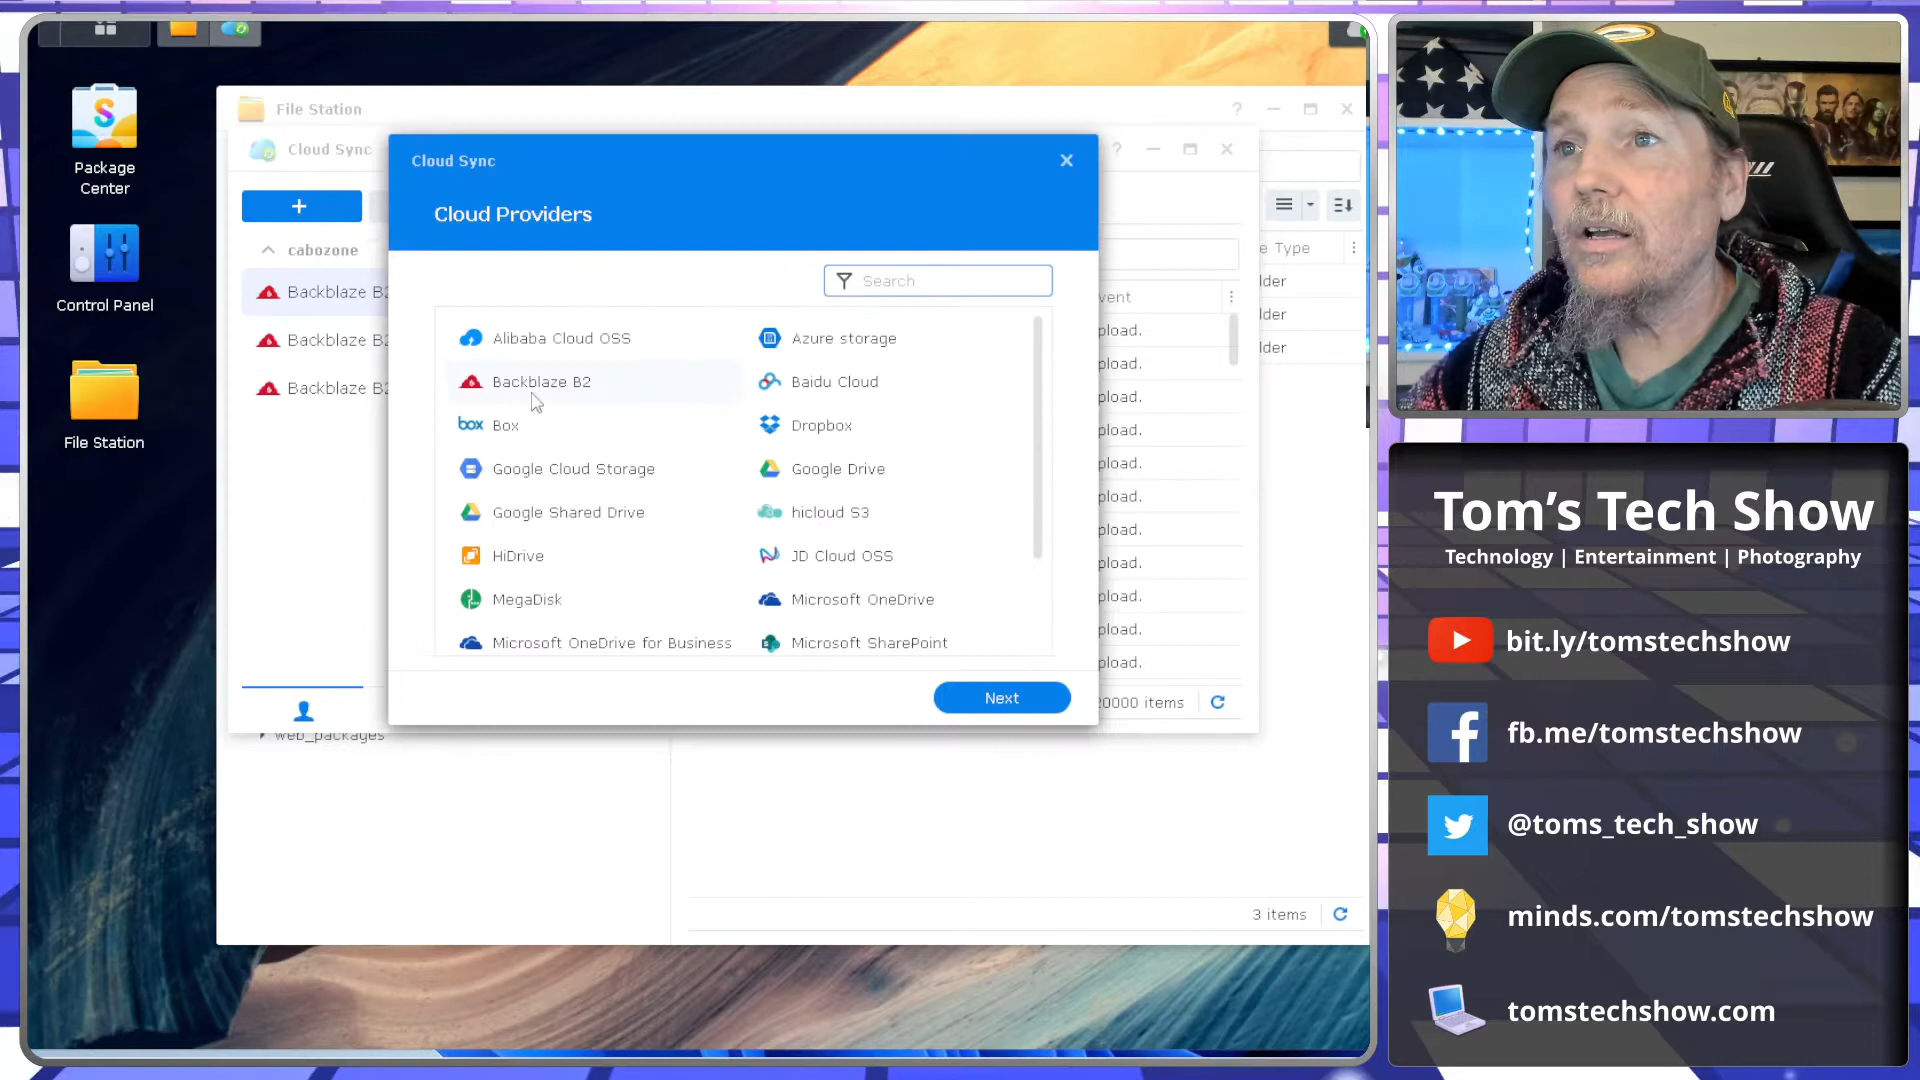 Package
Center
Control Panel
File Station
File Station
Cloud Sync
+
cabozone
Backblaze B2
Backblaze B2
Backblaze B2
web_packages
Cloud Sync
Cloud Providers
Search
Alibaba Cloud OSS
Azure storage
Backblaze B2
Baidu Cloud
Box
Dropbox
Google Cloud Storage
Google Drive
Google Shared Drive
hicloud S3
HiDrive
JD Cloud OSS
MegaDisk
Microsoft OneDrive
Microsoft OneDrive for Business
Microsoft SharePoint
Next
vent
pload.
pload.
pload.
pload.
pload.
pload.
pload.
pload.
pload.
pload.
pload.
20000 items
e Type
lder
lder
lder
3 items
Tom's Tech Show
Technology | Entertainment | Photography
bit.ly/tomstechshow
fb.me/tomstechshow
@toms_tech_show
minds.com/tomstechshow
tomstechshow.com